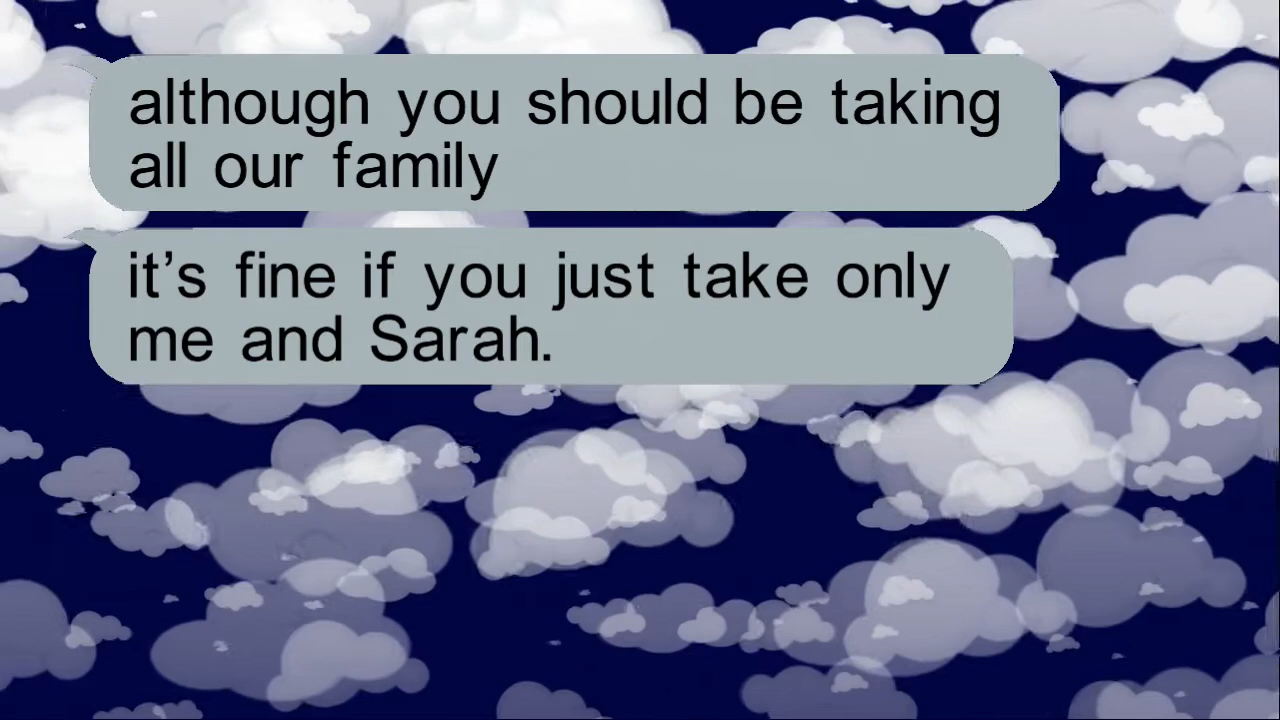 although you should be taking
all our family
it’s fine if you just take only
me and Sarah.